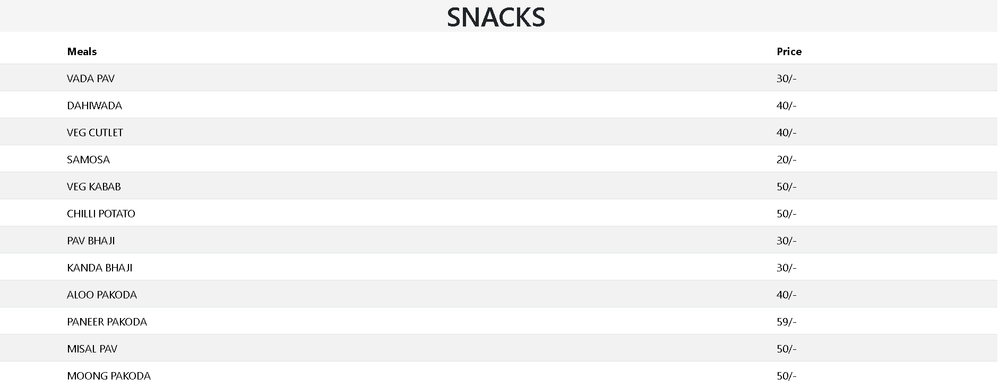 SNACKS
Meals Price
VADA PAV 30/-
DAHIWADA 40/-
VEG CUTLET 40/-
SAMOSA 20/-
VEG KABAB 50/-
CHILLI POTATO 50/-
PAV BHAJI 30/-
KANDA BHAJI 30/-
ALOO PAKODA 40/-
PANEER PAKODA 59/-
MISAL PAV 50/-
MOONG PAKODA 50/-